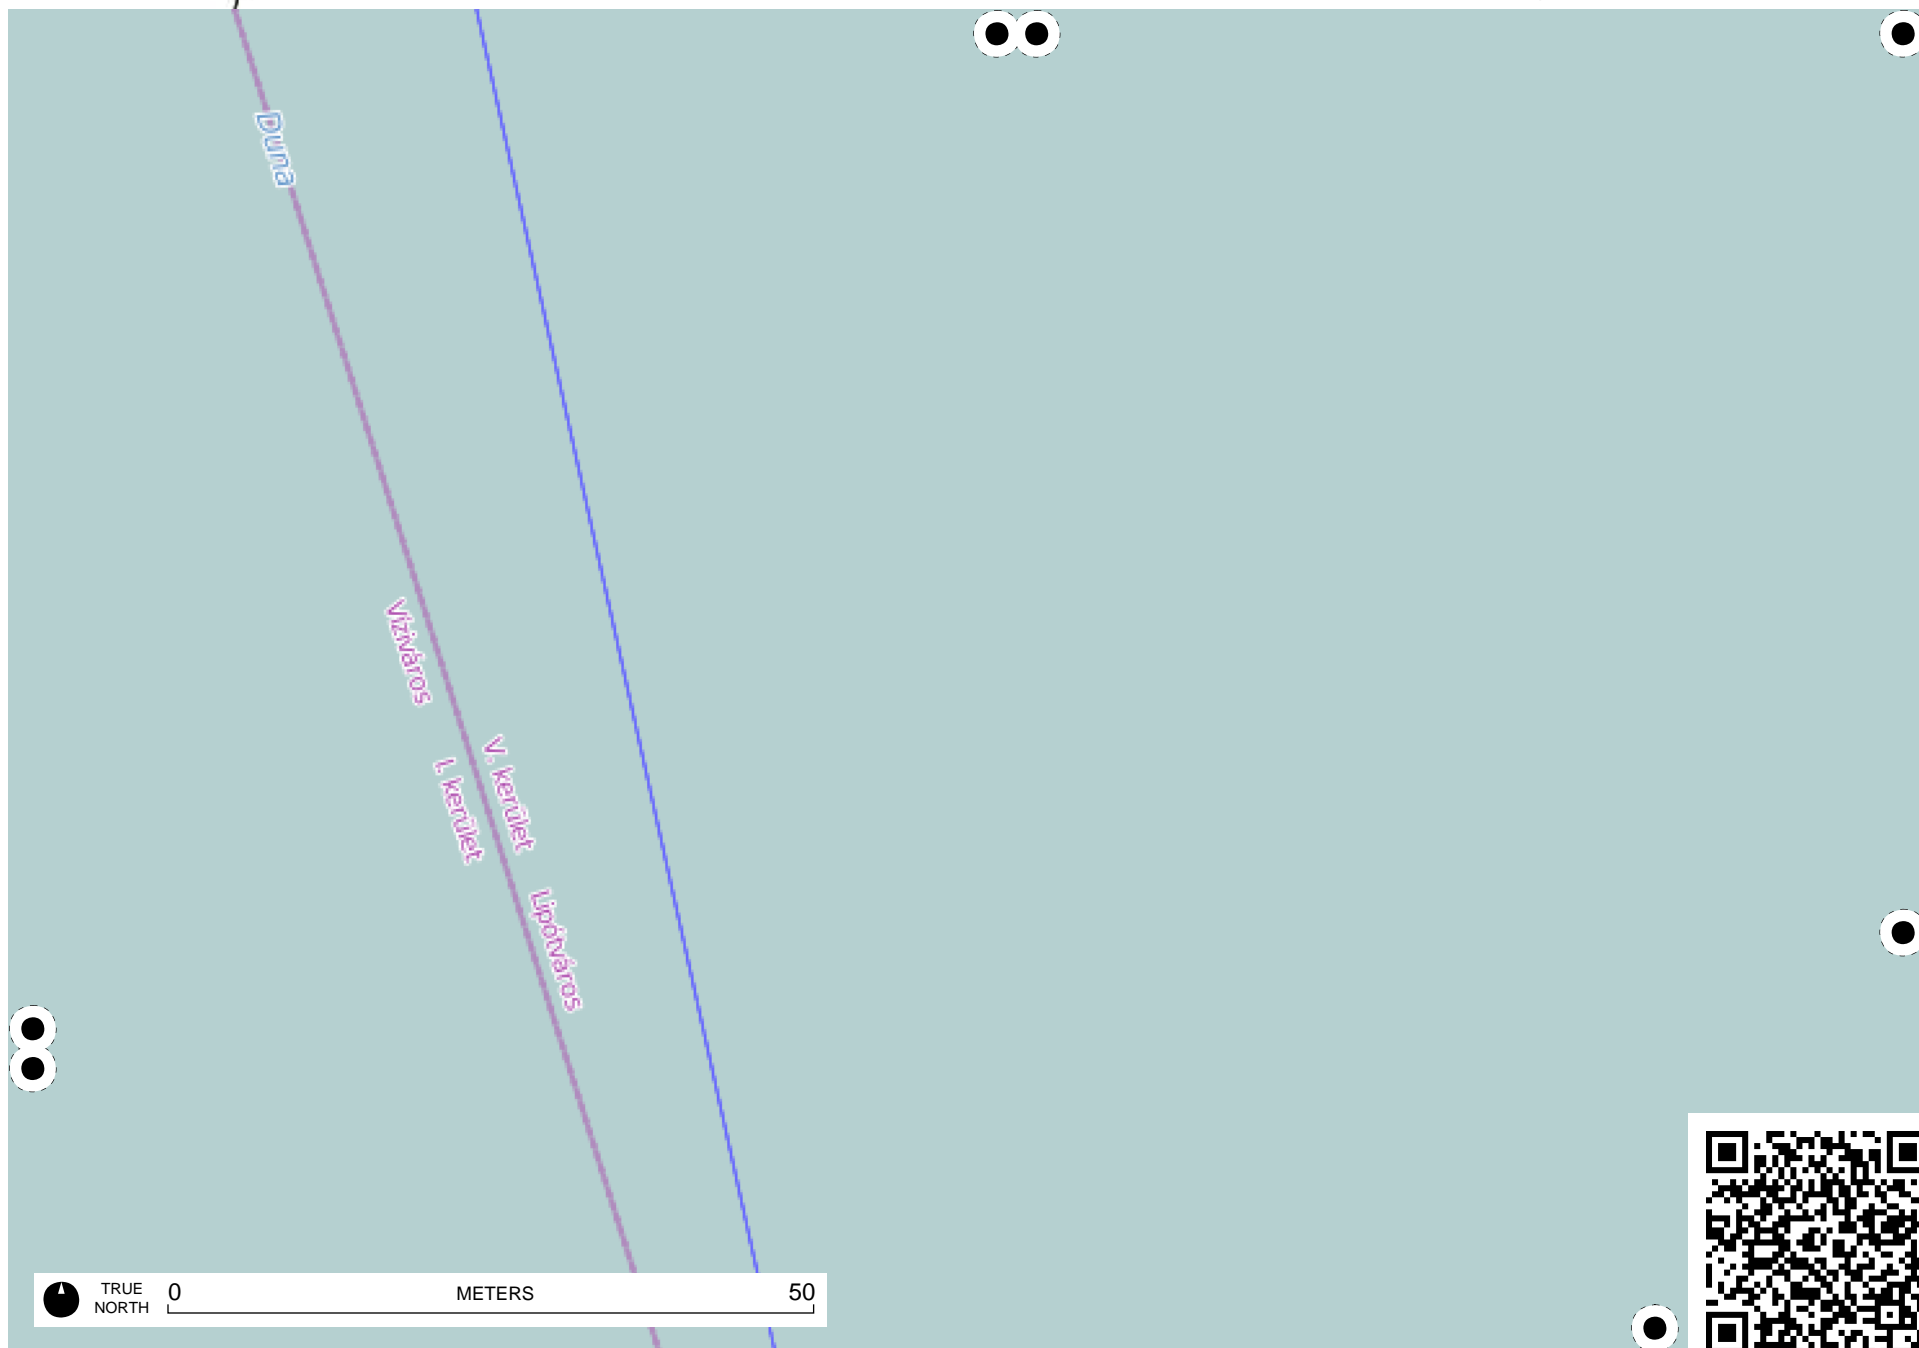 Duna
Víziváros
V. kerület
I. kerület
Lipótváros
TRUE
NORTH
0
METERS
50